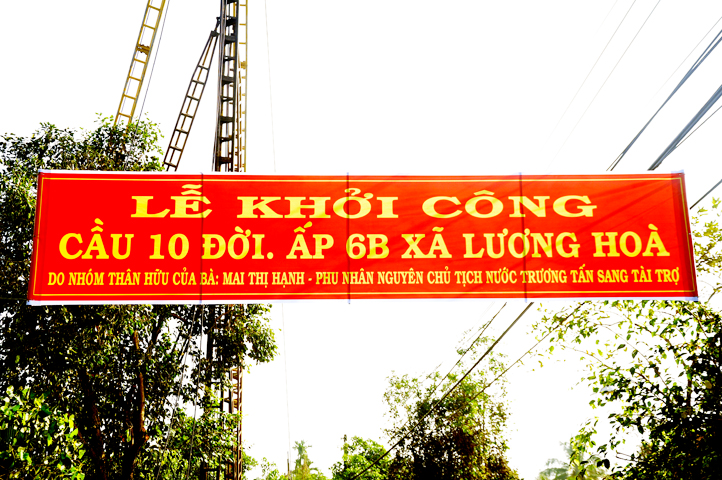 LỄ KHỞI CÔNG
CẦU 10 ĐỜI. ẤP 6B XÃ LƯƠNG HOÀ
DO NHÓM THÂN HỮU CỦA BÀ: MAI THỊ HẠNH - PHU NHÂN NGUYÊN CHỦ TỊCH NƯỚC TRƯƠNG TẤN SANG TÀI TRỢ